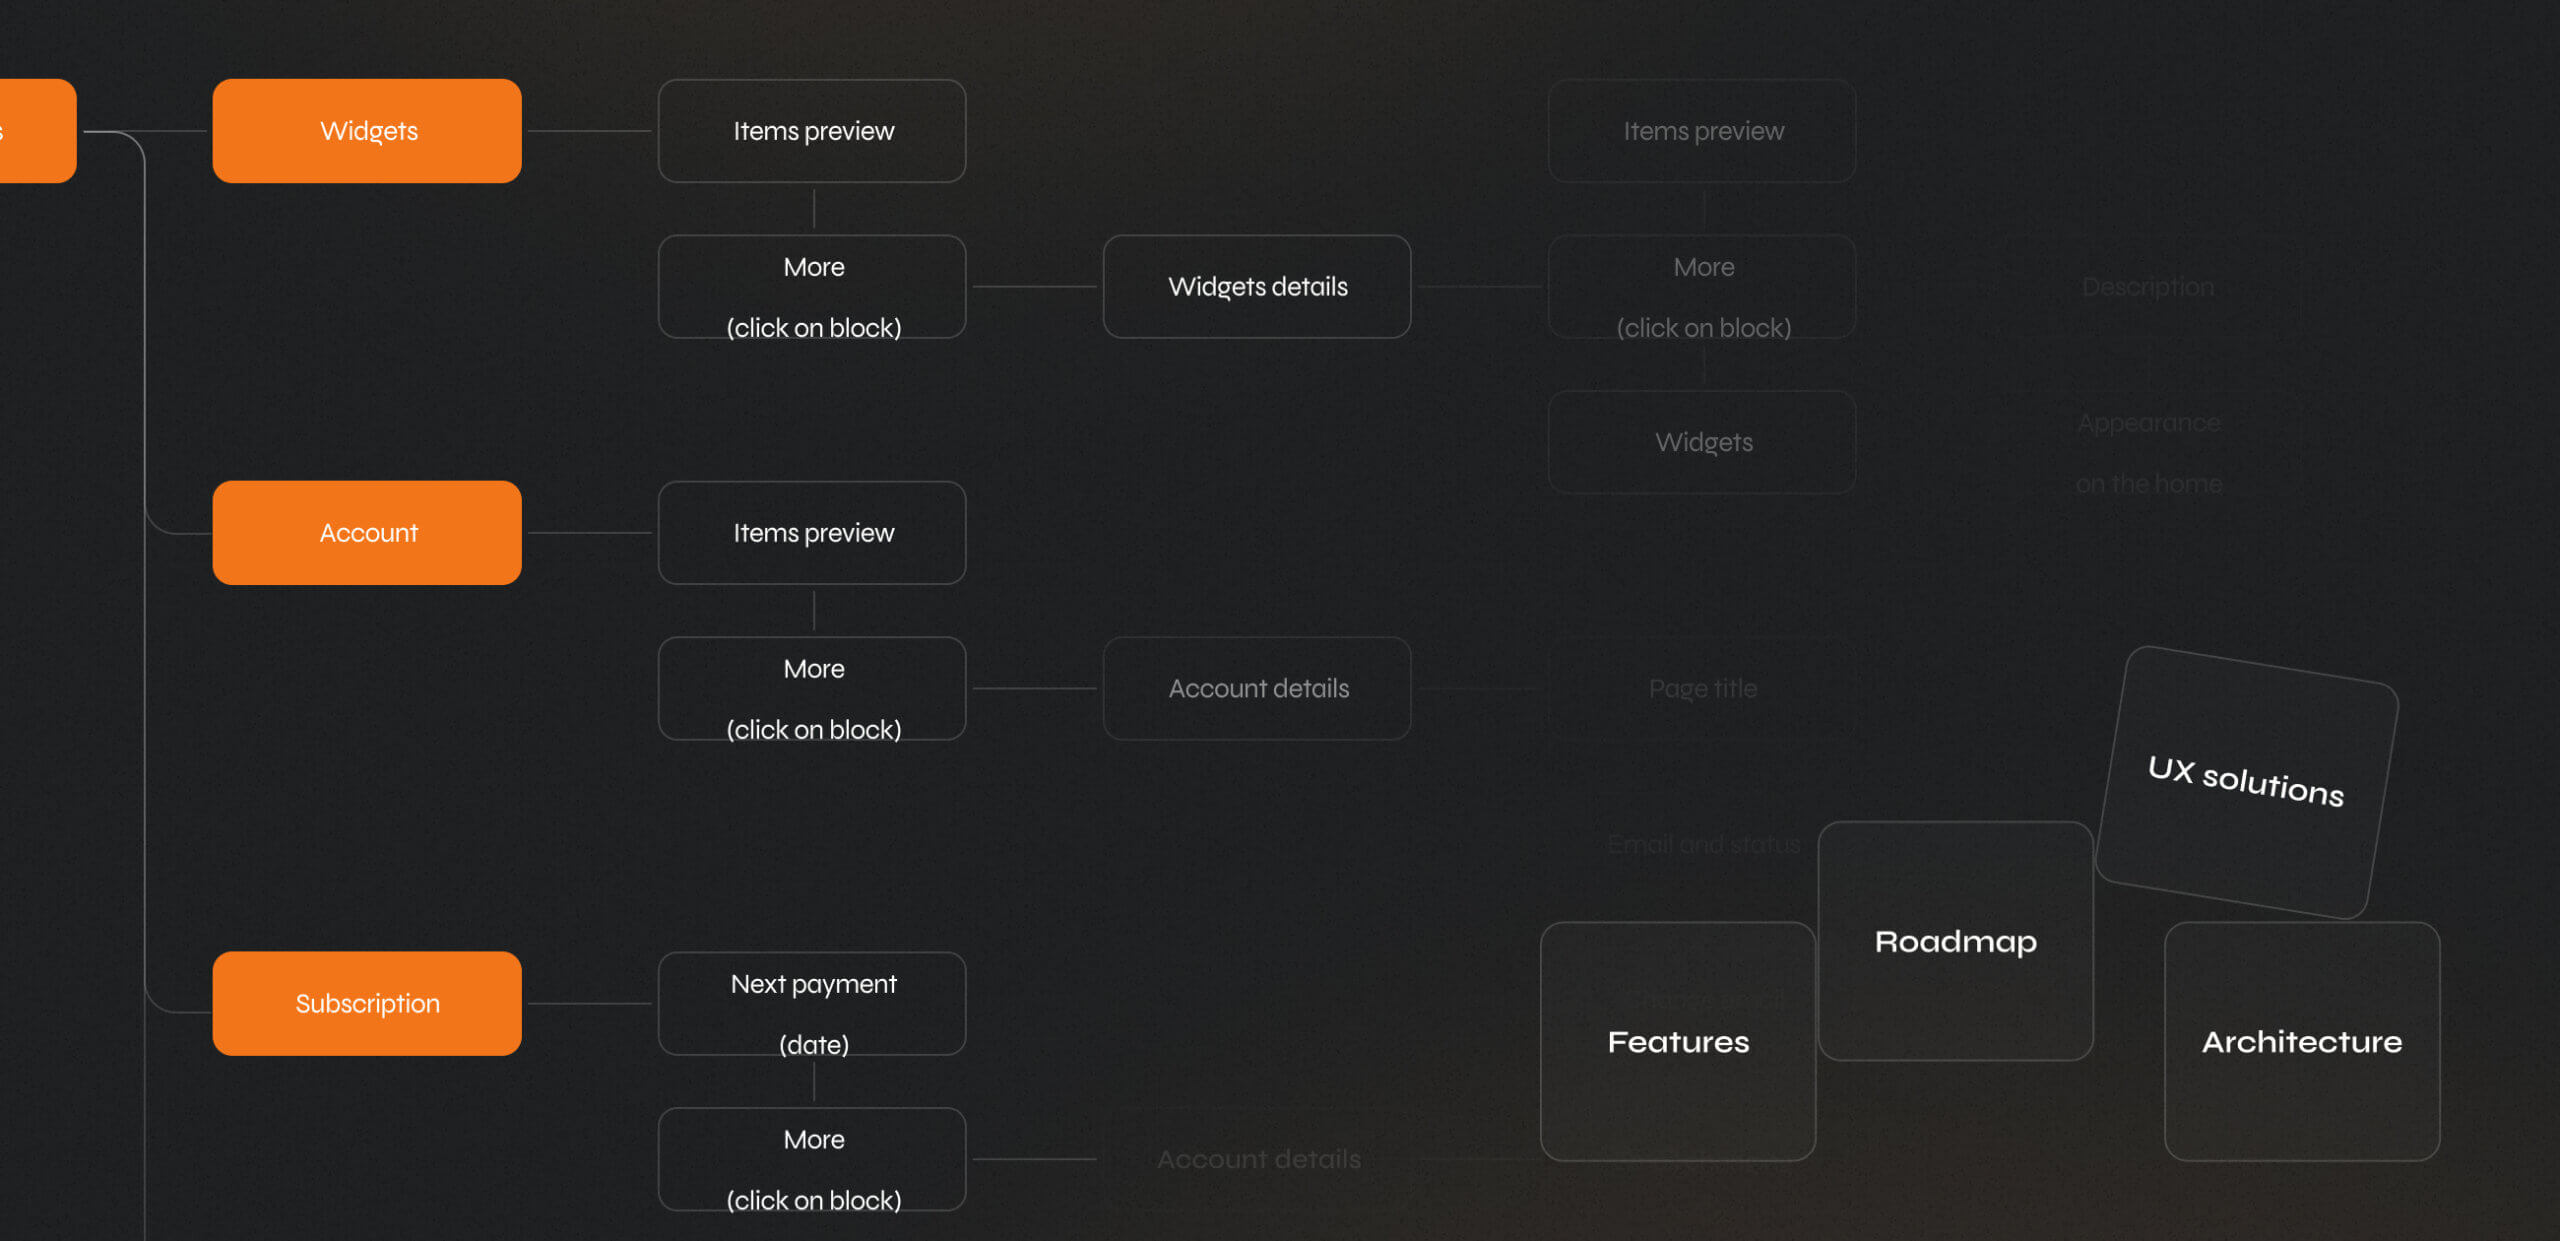 s
Widgets
Items preview
Items preview
More
(click on block)
Widgets details
More
(click on block)
Description
Widgets
Appearance
on the home
Account
Items preview
More
(click on block)
Account details
Page title
UX solutions
Email and status
Roadmap
Subscription
Next payment
(date)
Features
Architecture
More
(click on block)
Account details